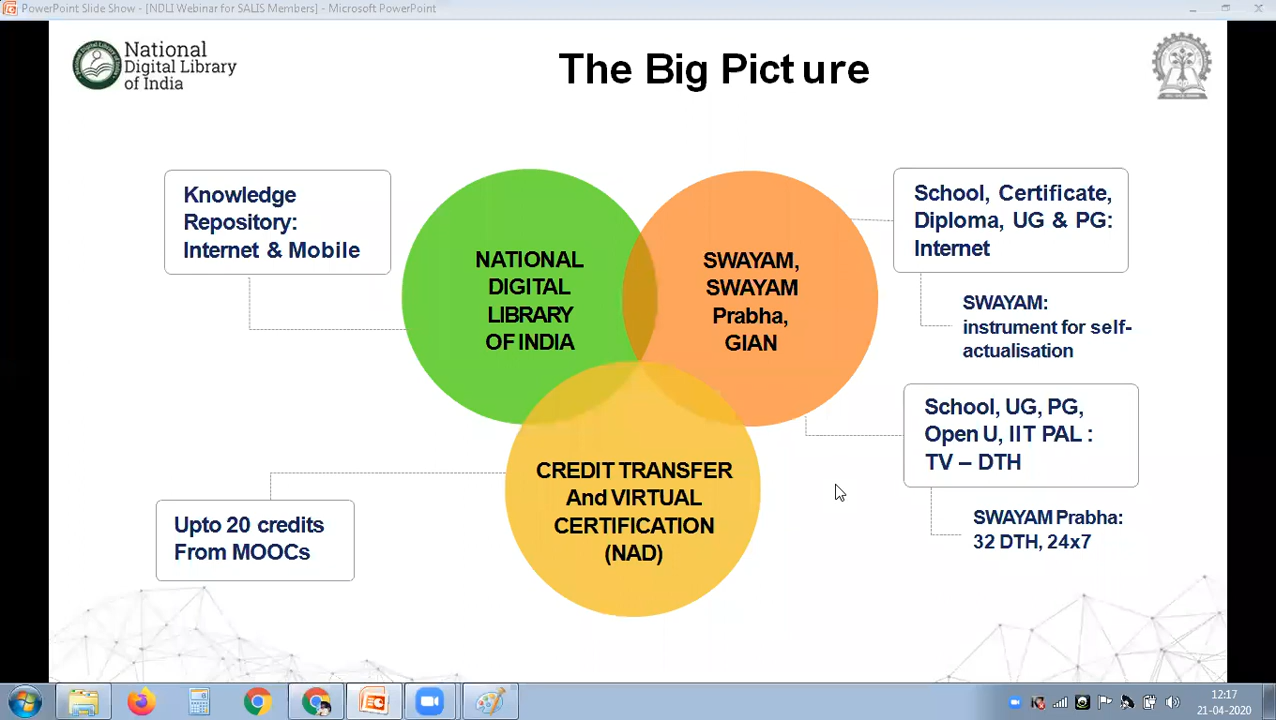 PowerPoint Slide Show - [NDLI Webinar for SALIS Members] - Microsoft PowerPoint
National
Digital Library
of India
The Big Pict ure
Knowledge
Repository:
Internet & Mobile
NATIONAL
DIGITAL
LIBRARY
OF INDIA
SWAYAM,
SWAYAM
Prabha,
GIAN
School, Certificate,
Diploma, UG & PG:
Internet
SWAYAM:
instrument for self-
actualisation
School, UG, PG,
Open U, IIT PAL :
TV – DTH
SWAYAM Prabha:
32 DTH, 24x7
CREDIT TRANSFER
And VIRTUAL
CERTIFICATION
(NAD)
Upto 20 credits
From MOOCs
12:17
21-04-2020